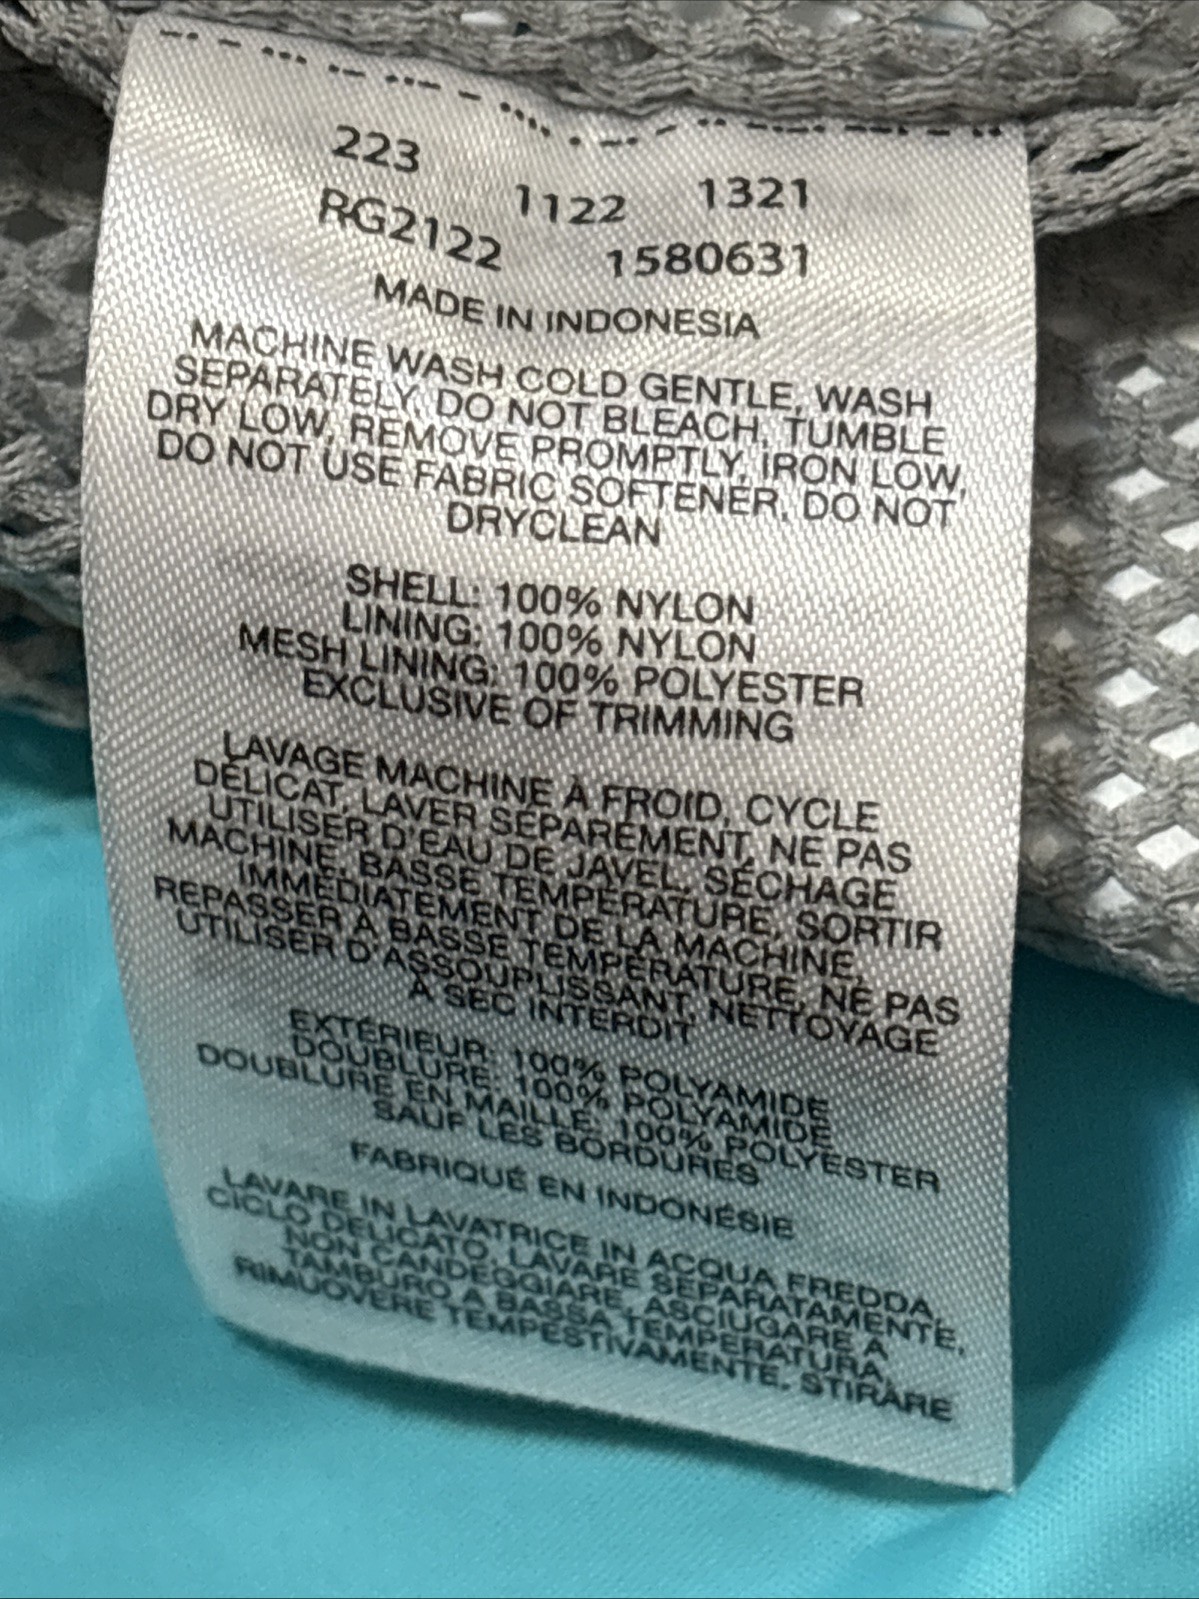 223 1122 1321
RG2122 1580631
MADE IN INDONESIA
MACHINE WASH COLD GENTLE, WASH
SEPARATELY, DO NOT BLEACH, TUMBLE
DRY LOW, REMOVE PROMPTLY, IRON LOW,
DO NOT USE FABRIC SOFTENER, DO NOT
DRYCLEAN
SHELL: 100% NYLON
LINING: 100% NYLON
MESH LINING: 100% POLYESTER
EXCLUSIVE OF TRIMMING
LAVAGE MACHINE À FROID, CYCLE
DÉLICAT, LAVER SÉPARÉMENT, NE PAS
UTILISER D'EAU DE JAVEL, SÉCHAGE
MACHINE, BASSE TEMPÉRATURE, SORTIR
IMMÉDIATEMENT DE LA MACHINE,
REPASSER À BASSE TEMPÉRATURE, NE PAS
UTILISER D'ASSOUPLISSANT, NETTOYAGE
À SEC INTERDIT
EXTÉRIEUR: 100% POLYAMIDE
DOUBLURE: 100% POLYAMIDE
DOUBLURE EN MAILLE: 100% POLYESTER
SAUF LES BORDURES
FABRIQUÉ EN INDONÉSIE
LAVARE IN LAVATRICE IN ACQUA FREDDA,
CICLO DELICATO, LAVARE SEPARATAMENTE,
NON CANDEGGIARE, ASCIUGARE A
TAMBURO A BASSA TEMPERATURA,
RIMUOVERE TEMPESTIVAMENTE, STIRARE